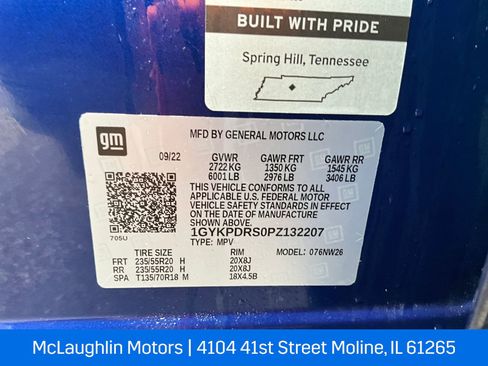 BUILT WITH PRIDE
Spring Hill, Tennessee
gm
MFD BY GENERAL MOTORS LLC
09/22 GVWR GAWR FRT GAWR RR
2722 KG 1350 KG 1545 KG
6001 LB 2976 LB 3406 LB
THIS VEHICLE CONFORMS TO ALL
APPLICABLE U.S. FEDERAL MOTOR
VEHICLE SAFETY STANDARDS IN EFFECT
ON THE DATE OF MANUFACTURE SHOWN ABOVE.
1GYKPDRS0PZ132207
705U
TYPE: MPV MODEL: 076NW26
TIRE SIZE RIM
FRT 235/55R20 H 20X8J
RR 235/55R20 H 20X8J
SPA T135/70R18 M 18X4.5B
McLaughlin Motors | 4104 41st Street Moline, IL 61265